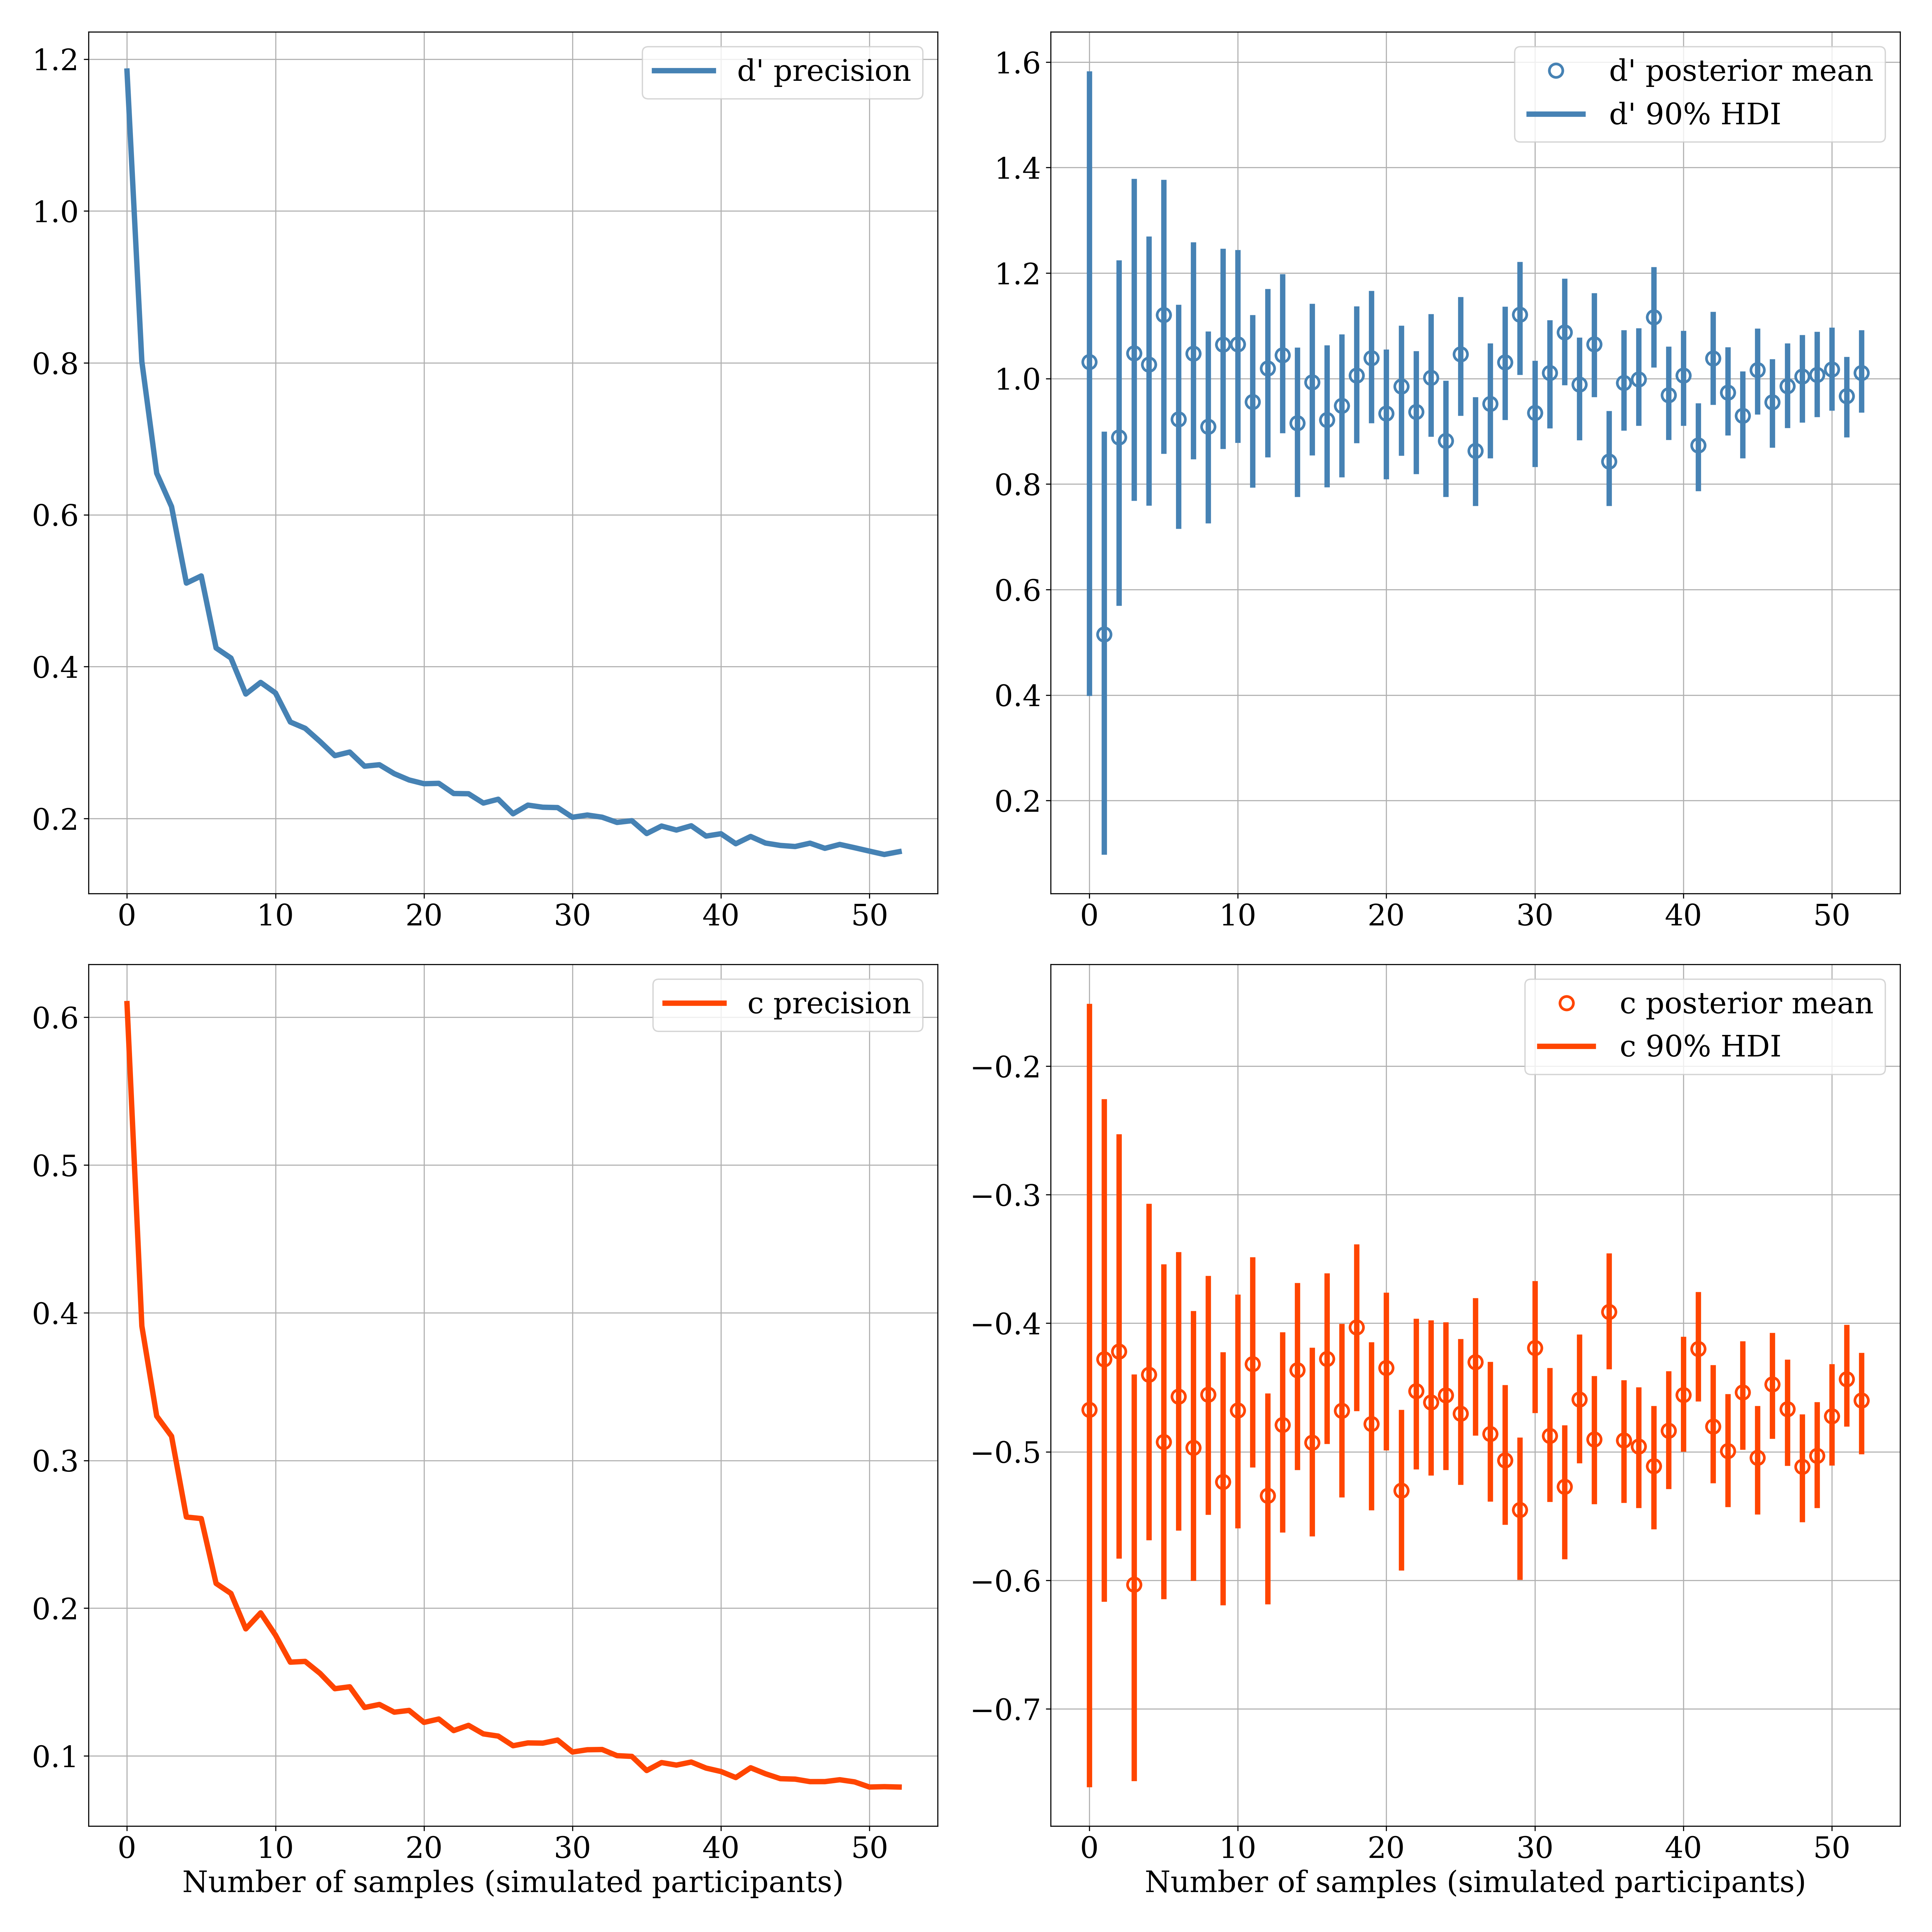 1.2
1.0
0.8
0.6
0.4
0.2
0 10 20 30 40 50
d' precision
1.6
1.4
1.2
1.0
0.8
0.6
0.4
0.2
0 10 20 30 40 50
d' posterior mean
d' 90% HDI
0.6
0.5
0.4
0.3
0.2
0.1
0 10 20 30 40 50
Number of samples (simulated participants)
c precision
−0.2
−0.3
−0.4
−0.5
−0.6
−0.7
0 10 20 30 40 50
Number of samples (simulated participants)
c posterior mean
c 90% HDI